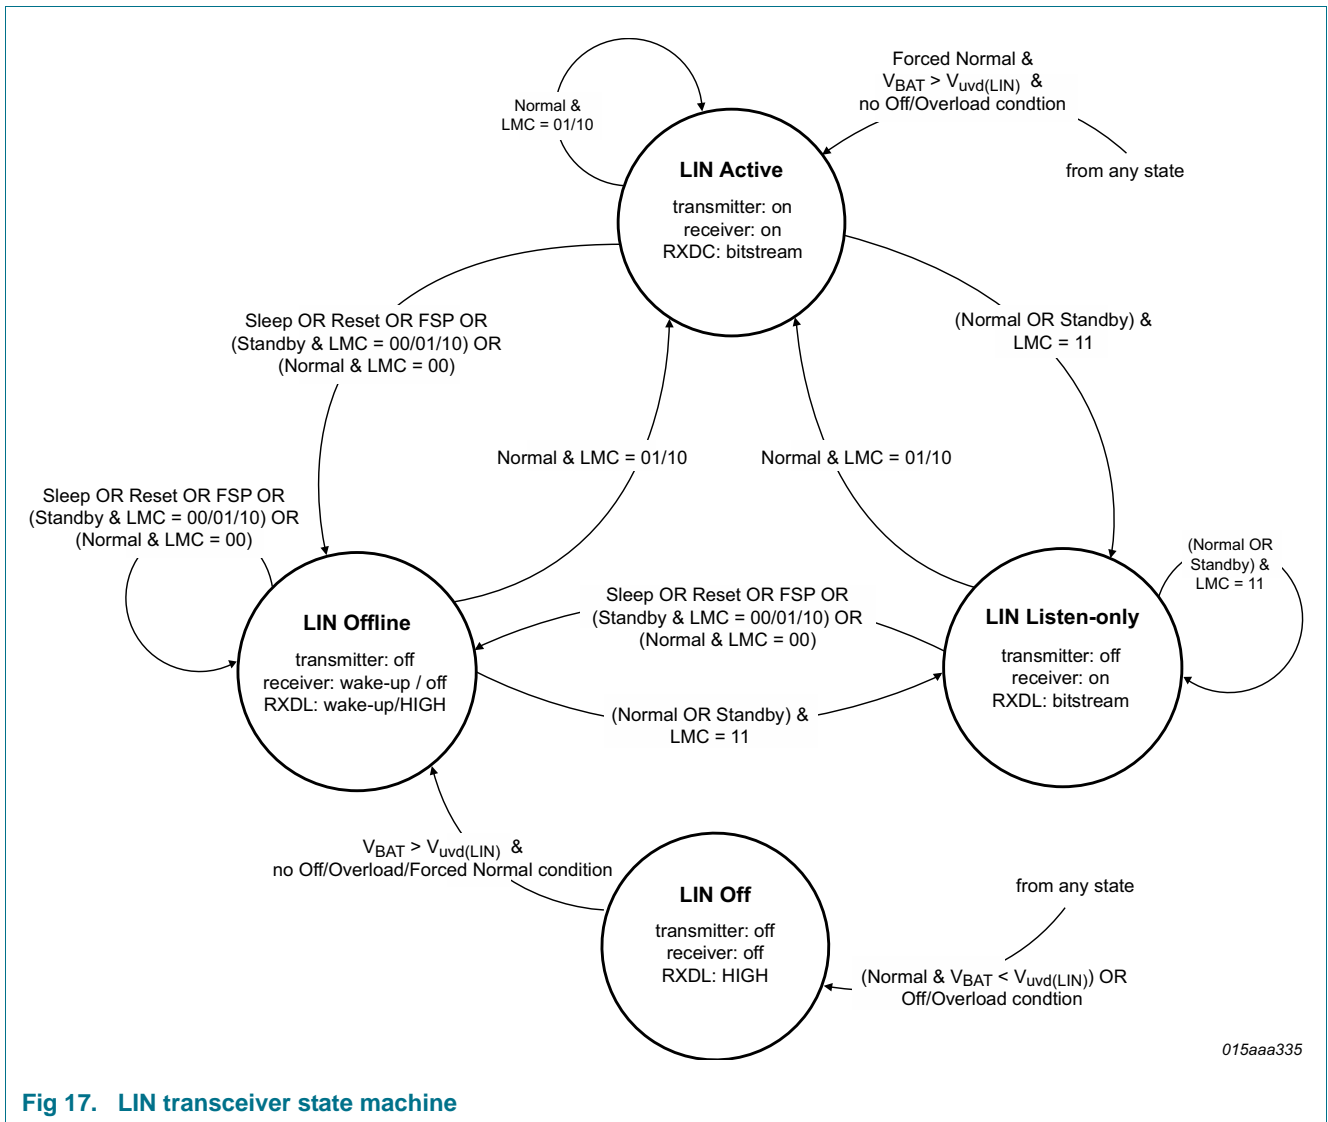 Forced Normal &
VBAT > Vuvd(LIN) &
no Off/Overload condtion
from any state
Normal &
LMC = 01/10
LIN Active
transmitter: on
receiver: on
RXDC: bitstream
Sleep OR Reset OR FSP OR
(Standby & LMC = 00/01/10) OR
(Normal & LMC = 00)
(Normal OR Standby) &
LMC = 11
Normal & LMC = 01/10
Normal & LMC = 01/10
Sleep OR Reset OR FSP OR
(Standby & LMC = 00/01/10) OR
(Normal & LMC = 00)
(Normal OR
Standby) &
LMC = 11
LIN Offline
transmitter: off
receiver: wake-up / off
RXDL: wake-up/HIGH
Sleep OR Reset OR FSP OR
(Standby & LMC = 00/01/10) OR
(Normal & LMC = 00)
LIN Listen-only
transmitter: off
receiver: on
RXDL: bitstream
(Normal OR Standby) &
LMC = 11
VBAT > Vuvd(LIN) &
no Off/Overload/Forced Normal condition
LIN Off
transmitter: off
receiver: off
RXDL: HIGH
from any state
(Normal & VBAT < Vuvd(LIN)) OR
Off/Overload condtion
015aaa335
Fig 17. LIN transceiver state machine